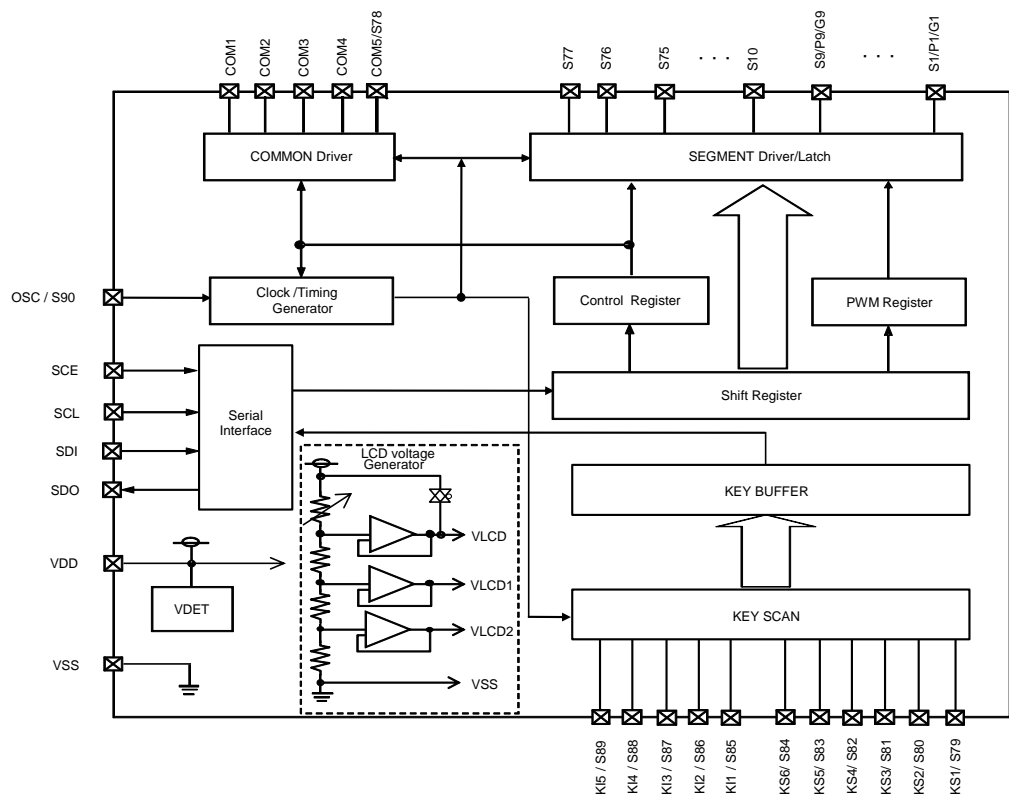 COM1
COM2
COM3
COM4
COM5/S78
S77
S76
S75
. . .
S10
S9/P9/G9
. . .
S1/P1/G1
COMMON Driver
SEGMENT Driver/Latch
OSC / S90
Clock /Timing
Generator
Control Register
PWM Register
SCE
SCL
SDI
SDO
Serial
Interface
Shift Register
LCD voltage
Generator
KEY BUFFER
VLCD
VLCD1
VLCD2
VSS
VDD
VDET
KEY SCAN
VSS
KI5 / S89
KI4 / S88
KI3 / S87
KI2 / S86
KI1 / S85
KS6/ S84
KS5/ S83
KS4/ S82
KS3/ S81
KS2/ S80
KS1/ S79